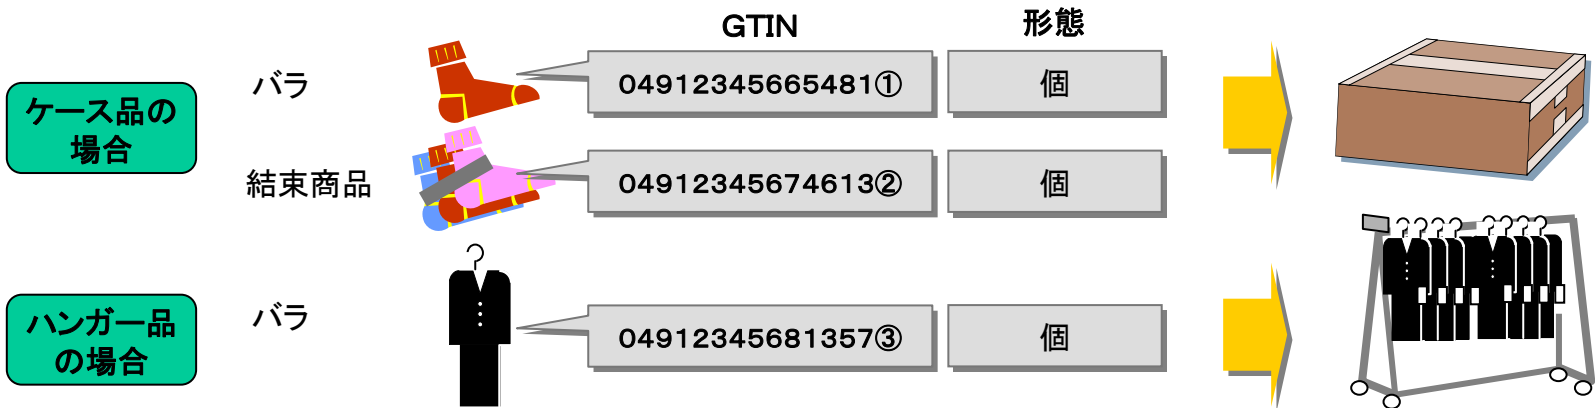 GTIN
形態
ケース品の
場合
バラ
04912345665481①
個
結束商品
04912345674613②
個
ハンガー品
の場合
バラ
04912345681357③
個